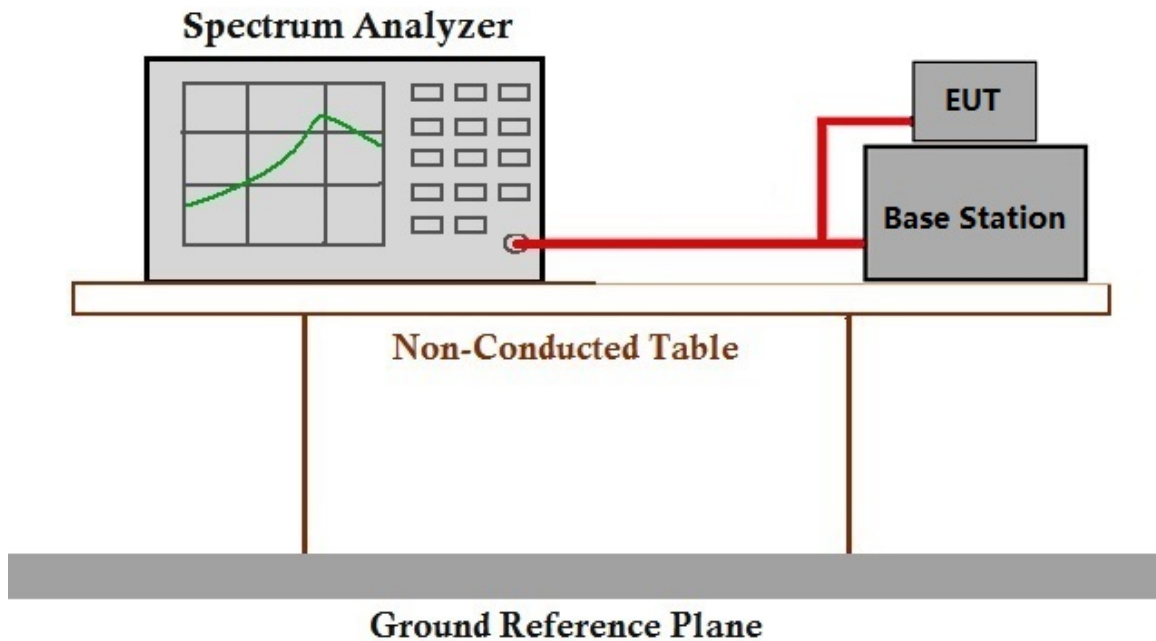 Spectrum Analyzer
EUT
Base Station
Non-Conducted Table
Ground Reference Plane